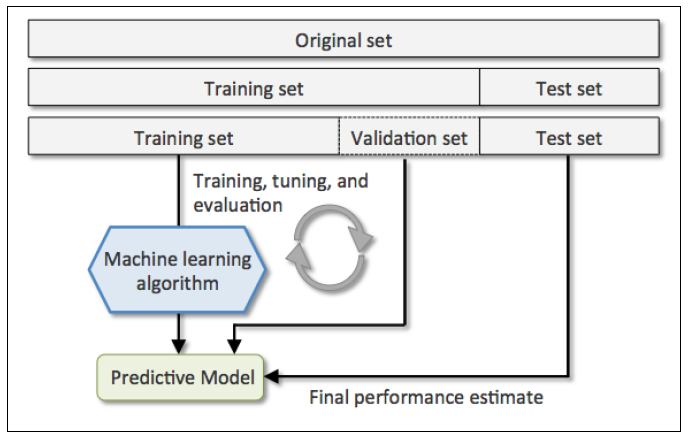 Original set
Training set
Test set
Training set
Validation set
Test set
Training, tuning, and
evaluation
Machine learning
algorithm
Predictive Model
Final performance estimate